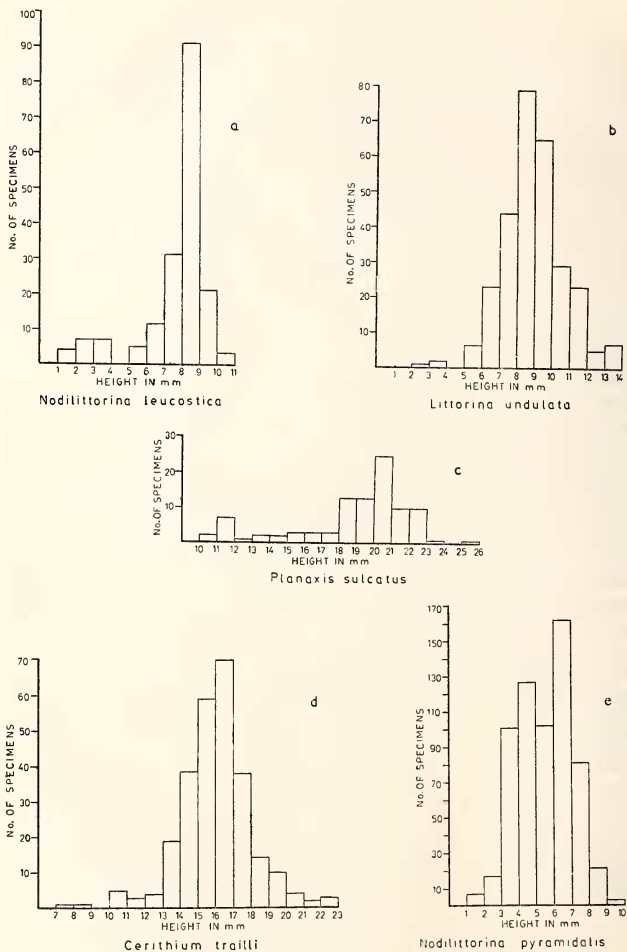 100
90
80
70
60
50
40
30
20
10
No. OF SPECIMENS
a
1 2 3 4 5 6 7 8 9 10 11
HEIGHT IN mm
Nodilittorina leucostica
80
70
60
50
40
30
20
10
No. OF SPECIMENS
b
1 2 3 4 5 6 7 8 9 10 11 12 13 14
HEIGHT IN mm
Littorina undulata
30
20
10
No. OF SPECIMENS
c
10 11 12 13 14 15 16 17 18 19 20 21 22 23 24 25 26
HEIGHT IN mm
Planaxis sulcatus
70
60
50
40
30
20
10
No. OF SPECIMENS
d
7 8 9 10 11 12 13 14 15 16 17 18 19 20 21 22 23
HEIGHT IN mm
Cerithium trailli
170
150
130
110
90
70
50
30
10
No. OF SPECIMENS
e
1 2 3 4 5 6 7 8 9 10
HEIGHT IN mm
Nodilittorina pyramidalis